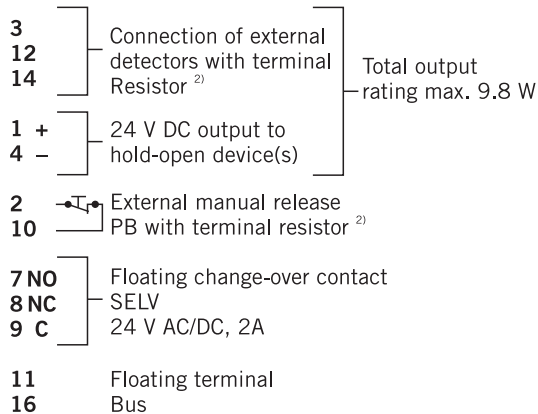 3
12
14
Connection of external
detectors with terminal
Resistor 2)
Total output
rating max. 9.8 W
1 +
4 –
24 V DC output to
hold-open device(s)
2
10
External manual release
PB with terminal resistor 2)
7 NO
8 NC
9 C
Floating change-over contact
SELV
24 V AC/DC, 2A
11 Floating terminal
16 Bus